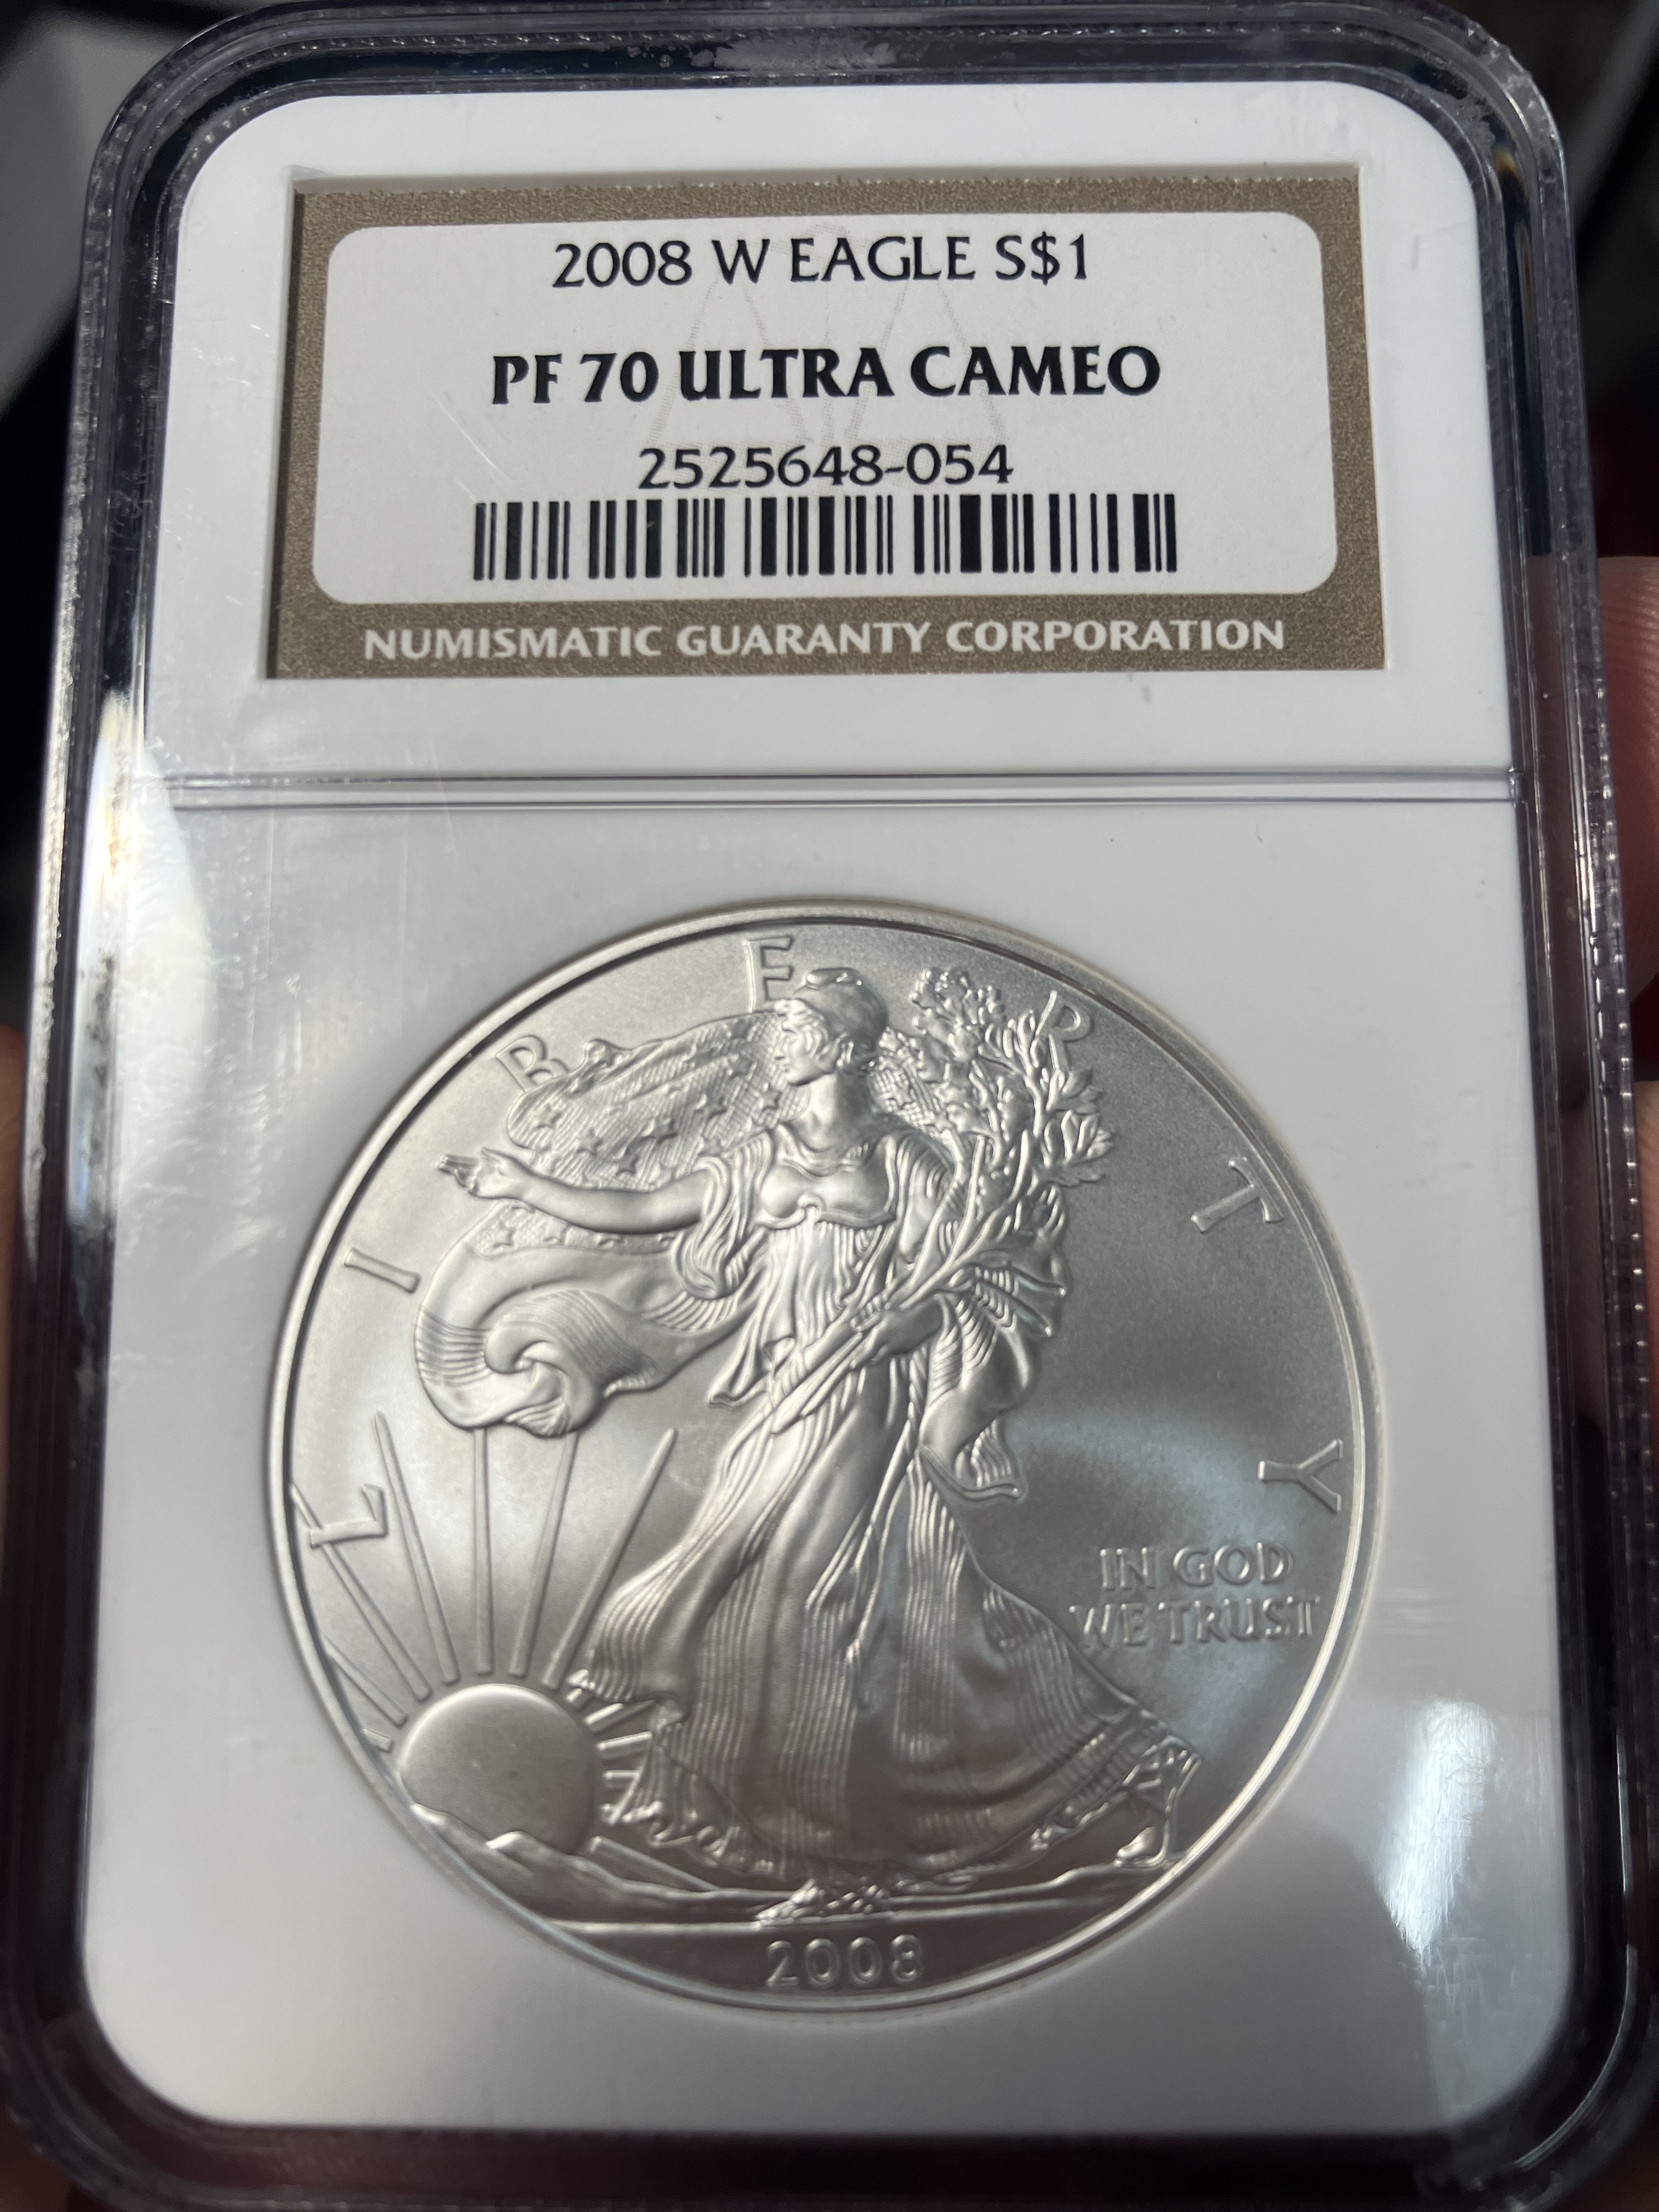 2008 W EAGLE S$1
PF 70 ULTRA CAMEO
2525648-054
NUMISMATIC GUARANTY CORPORATION
LIBERTY
IN GOD
WE TRUST
2008